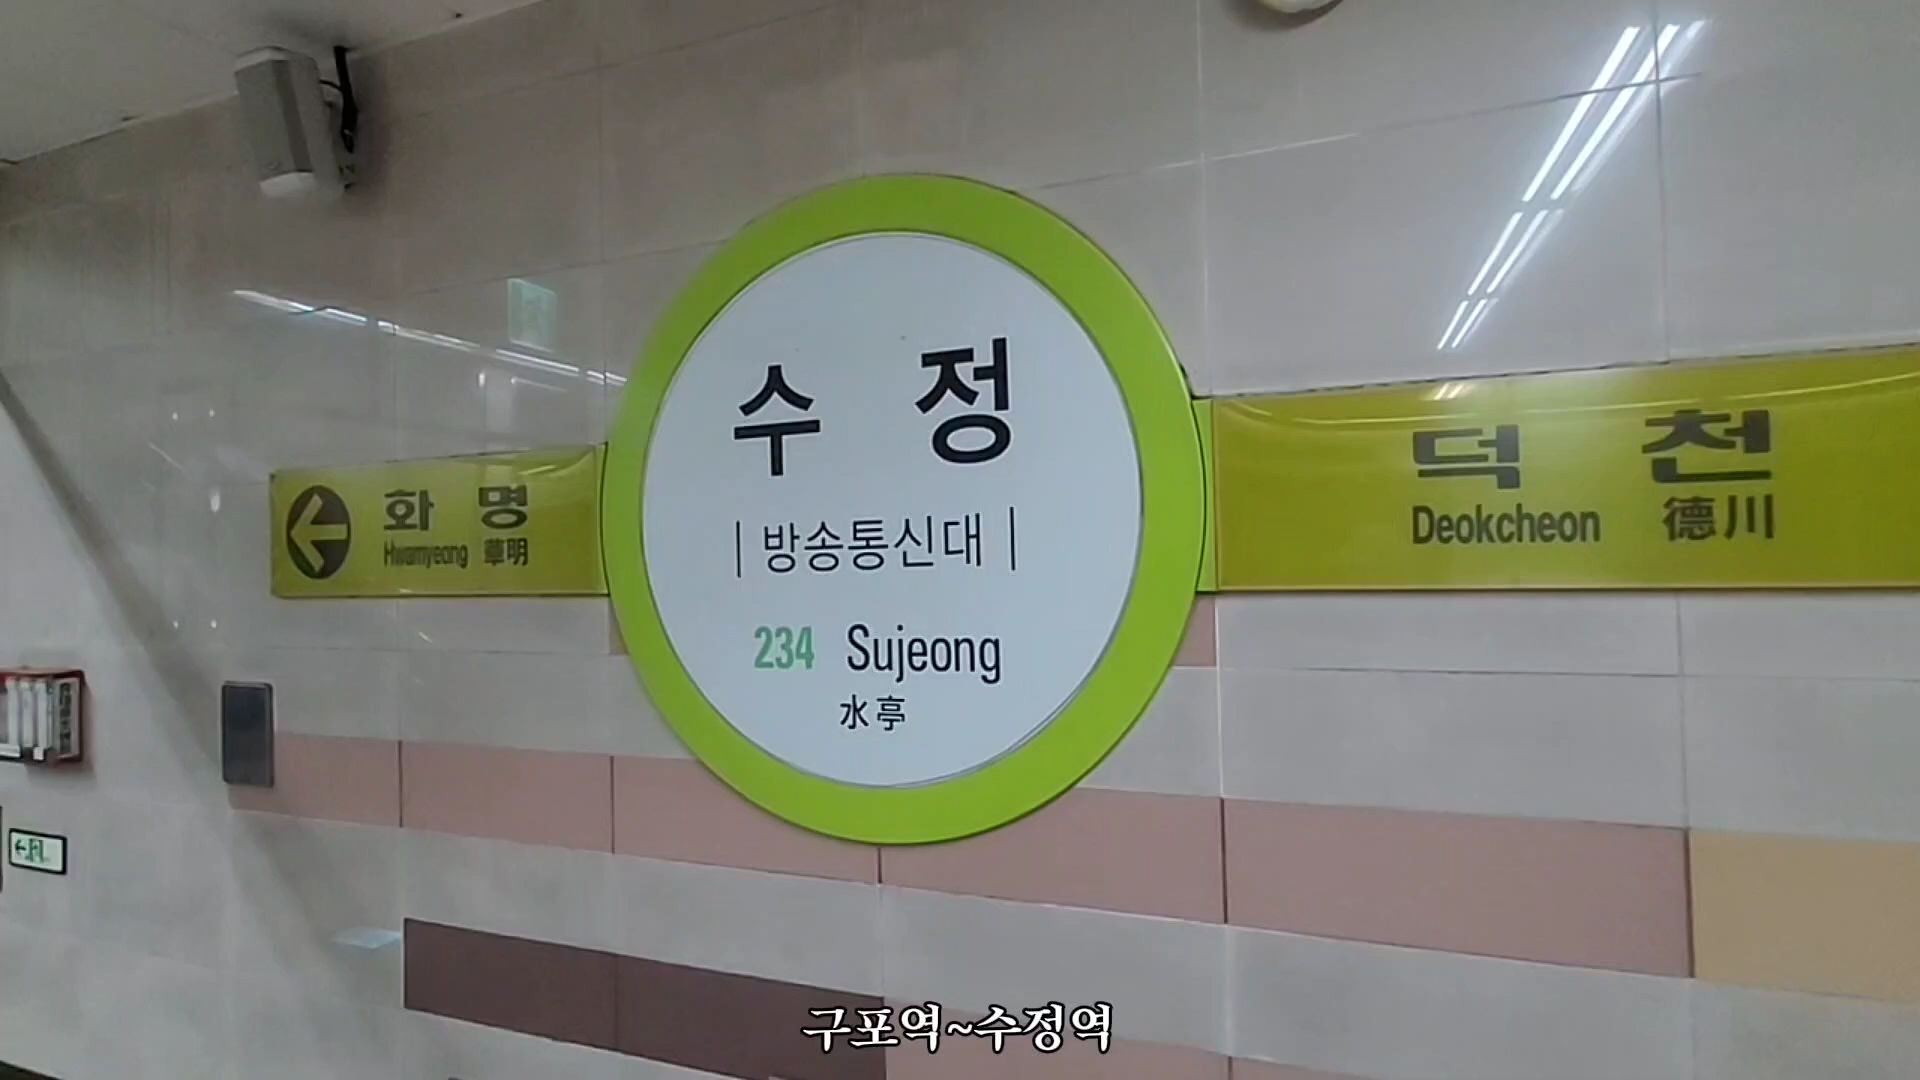 화 명
Hwamyeong 華明
수 정
| 방송통신대 |
234 Sujeong
水亭
덕 천
Deokcheon 德川
구포역~수정역